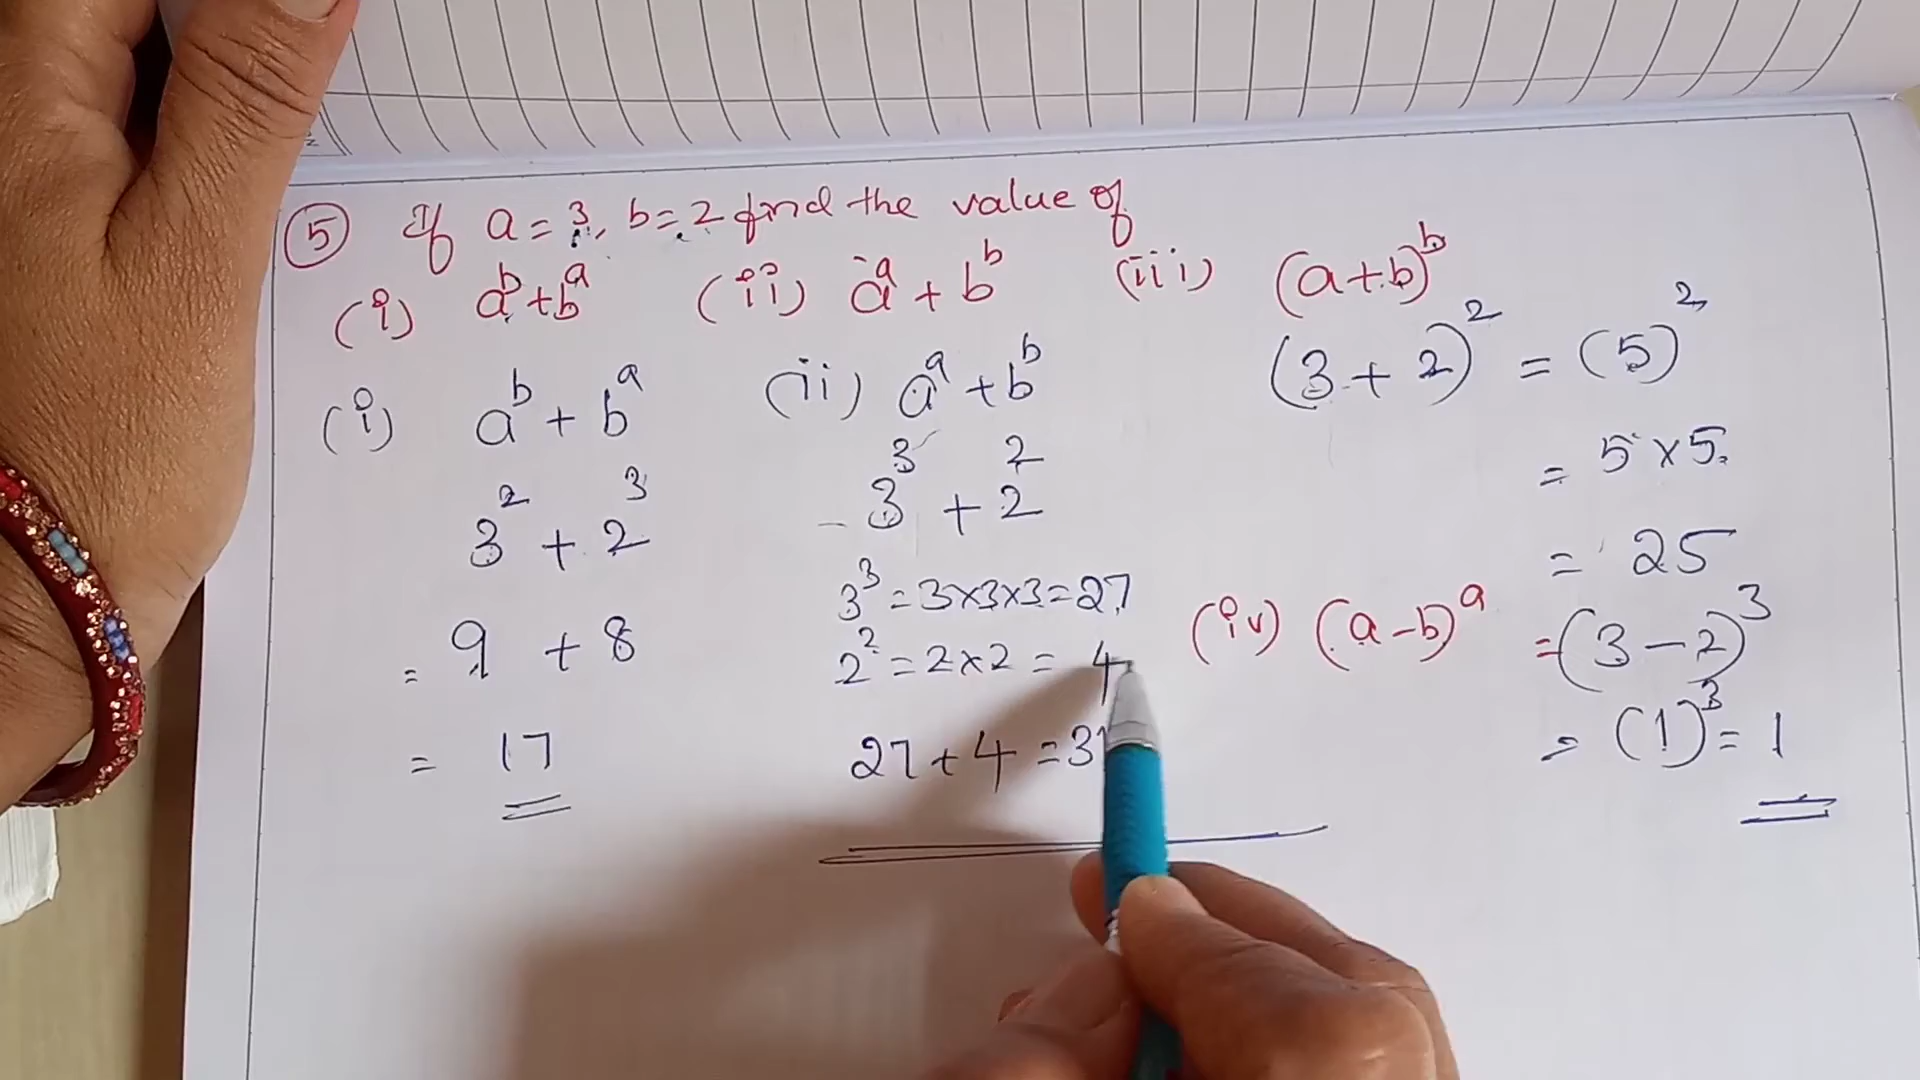 (5) If a = 3, b = 2 find the value of
(i) a^b + b^a (ii) a^a + b^b (iii) (a+b)^b
(i) a^b + b^a
3^2 + 2^3
= 9 + 8
= 17
(ii) a^a + b^b
3^3 + 2^2
3^3 = 3×3×3 = 27
2^2 = 2×2 = 4
27 + 4 = 31
(3 + 2)^2 = (5)^2
= 5×5
= 25
(iv) (a-b)^a = (3-2)^3
= (1)^3 = 1